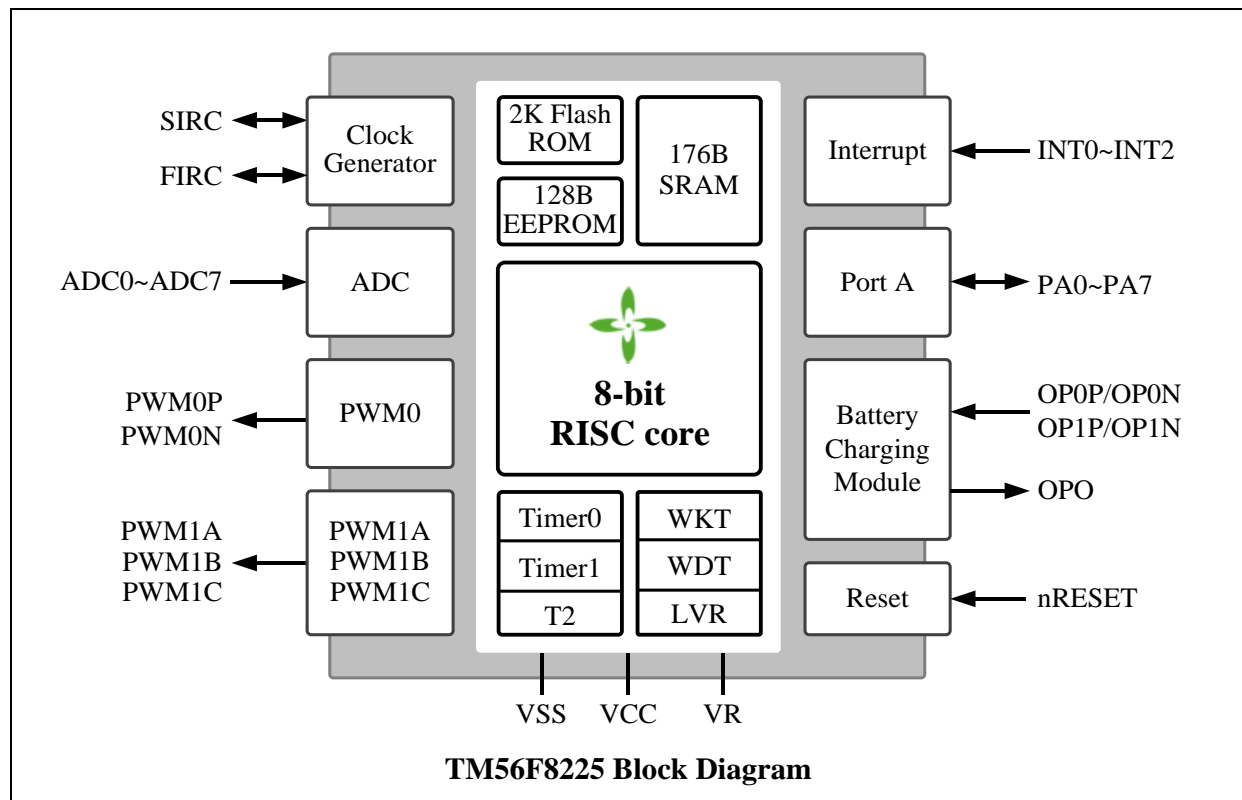 SIRC
FIRC
Clock
Generator
ADC0~ADC7
ADC
PWM0P
PWM0N
PWM0
PWM1A
PWM1B
PWM1C
PWM1A
PWM1B
PWM1C
2K Flash
ROM
128B
EEPROM
176B
SRAM
8-bit
RISC core
Timer0
Timer1
T2
WKT
WDT
LVR
Interrupt
INT0~INT2
Port A
PA0~PA7
Battery
Charging
Module
OP0P/OP0N
OP1P/OP1N
OPO
Reset
nRESET
VSS
VCC
VR
TM56F8225 Block Diagram